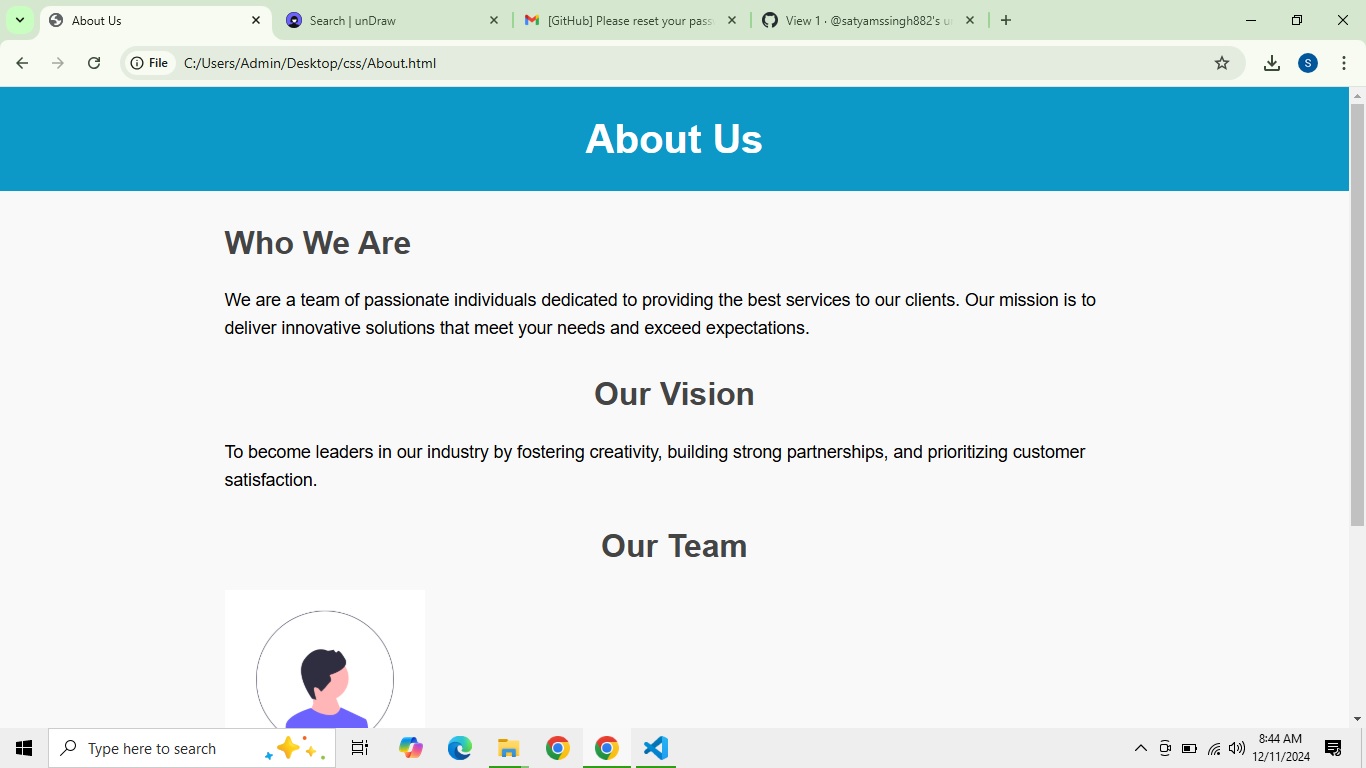 About Us
Search | unDraw
[GitHub] Please reset your pass
View 1 · @satyamssingh882's u
File
C:/Users/Admin/Desktop/css/About.html
S
About Us
Who We Are
We are a team of passionate individuals dedicated to providing the best services to our clients. Our mission is to
deliver innovative solutions that meet your needs and exceed expectations.
Our Vision
To become leaders in our industry by fostering creativity, building strong partnerships, and prioritizing customer
satisfaction.
Our Team
Type here to search
8:44 AM
12/11/2024